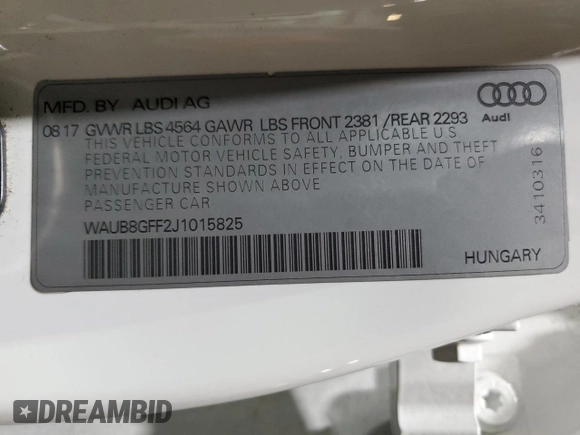 MFD. BY AUDI AG
08 17 GVWR LBS 4564 GAWR LBS FRONT 2381 / REAR 2293
Audi
THIS VEHICLE CONFORMS TO ALL APPLICABLE U.S.
FEDERAL MOTOR VEHICLE SAFETY, BUMPER AND THEFT
PREVENTION STANDARDS IN EFFECT ON THE DATE OF
MANUFACTURE SHOWN ABOVE
PASSENGER CAR
3410316
WAUB8GFF2J1015825
HUNGARY
DREAMBID